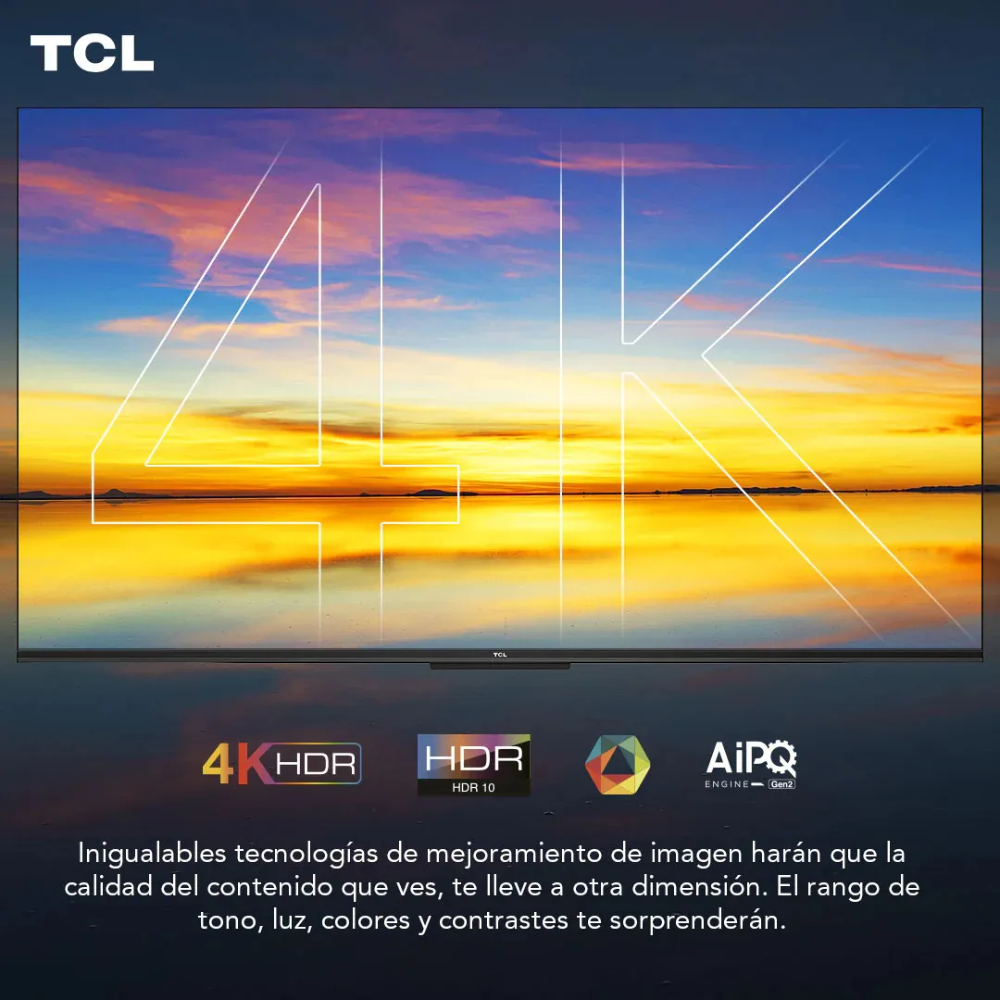 TCL
4K
TCL
4K HDR
HDR
HDR 10
AiPQ
ENGINE Gen2
Inigualables tecnologías de mejoramiento de imagen harán que la
calidad del contenido que ves, te lleve a otra dimensión. El rango de
tono, luz, colores y contrastes te sorprenderán.